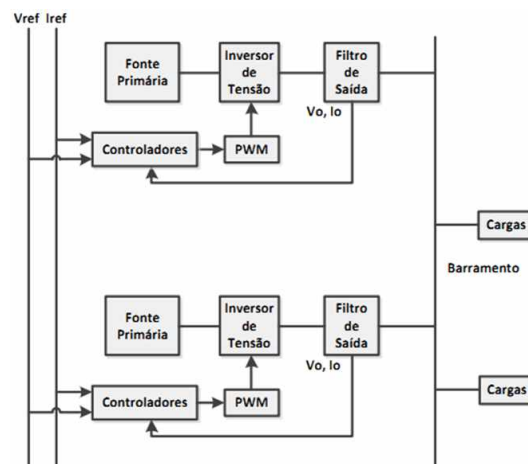 Vref Iref
Fonte
Primária
Inversor
de
Tensão
Filtro
de
Saída
Vo, Io
Controladores
PWM
Cargas
Barramento
Fonte
Primária
Inversor
de
Tensão
Filtro
de
Saída
Vo, Io
Controladores
PWM
Cargas